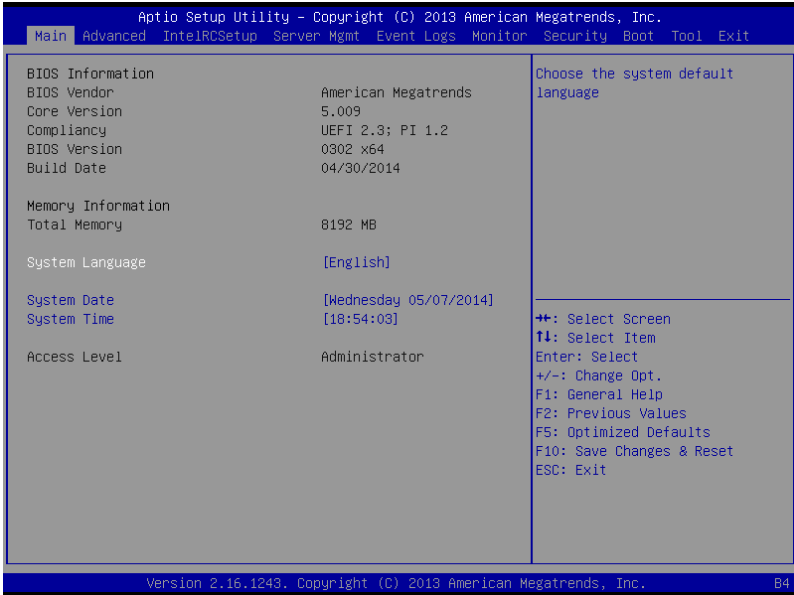 Aptio Setup Utility – Copyright (C) 2013 American Megatrends, Inc.
Main Advanced IntelRCSetup Server Mgmt Event Logs Monitor Security Boot Tool Exit
BIOS Information
BIOS Vendor American Megatrends
Core Version 5.009
Compliancy UEFI 2.3; PI 1.2
BIOS Version 0302 x64
Build Date 04/30/2014
Memory Information
Total Memory 8192 MB
System Language [English]
System Date [Wednesday 05/07/2014]
System Time [18:54:03]
Access Level Administrator
Choose the system default
language
→←: Select Screen
↑↓: Select Item
Enter: Select
+/-: Change Opt.
F1: General Help
F2: Previous Values
F5: Optimized Defaults
F10: Save Changes & Reset
ESC: Exit
Version 2.16.1243. Copyright (C) 2013 American Megatrends, Inc.
B4